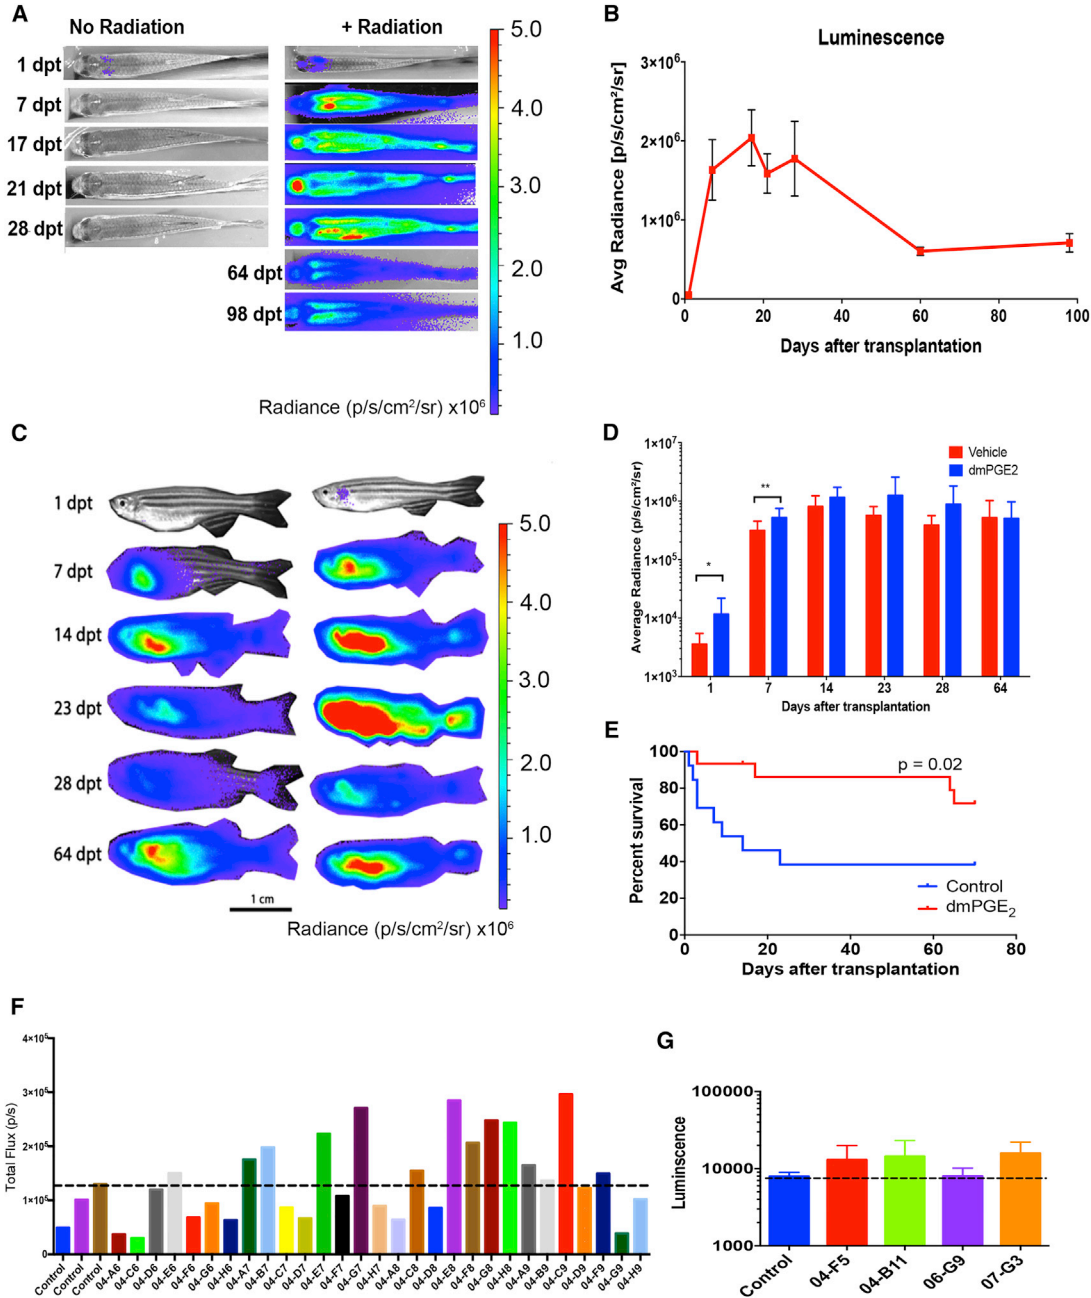 A
No Radiation
+ Radiation
1 dpt
7 dpt
17 dpt
21 dpt
28 dpt
64 dpt
98 dpt
5.0
4.0
3.0
2.0
1.0
Radiance (p/s/cm²/sr) x10⁶
B
Luminescence
3×10⁶
2×10⁶
1×10⁶
0
Avg Radiance [p/s/cm²/sr]
0 20 40 60 80 100
Days after transplantation
C
1 dpt
7 dpt
14 dpt
23 dpt
28 dpt
64 dpt
5.0
4.0
3.0
2.0
1.0
1 cm
Radiance (p/s/cm²/sr) x10⁶
D
Average Radiance (p/s/cm²/sr)
1×10⁷
1×10⁶
1×10⁵
1×10⁴
1×10³
Vehicle
dmPGE2
*
**
1 7 14 23 28 64
Days after transplantation
E
Percent survival
100
80
60
40
20
0
p = 0.02
Control
dmPGE₂
0 20 40 60 80
Days after transplantation
F
Total Flux (p/s)
4×10⁵
3×10⁵
2×10⁵
1×10⁵
0
Control
Control
Control
04-A6
04-C6
04-D6
04-E6
04-F6
04-G6
04-H6
04-A7
04-B7
04-C7
04-D7
04-E7
04-F7
04-G7
04-H7
04-A8
04-C8
04-D8
04-E8
04-F8
04-G8
04-H8
04-A9
04-B9
04-C9
04-D9
04-F9
04-G9
04-H9
G
Luminscence
100000
10000
1000
Control
04-F5
04-B11
06-G9
07-G3